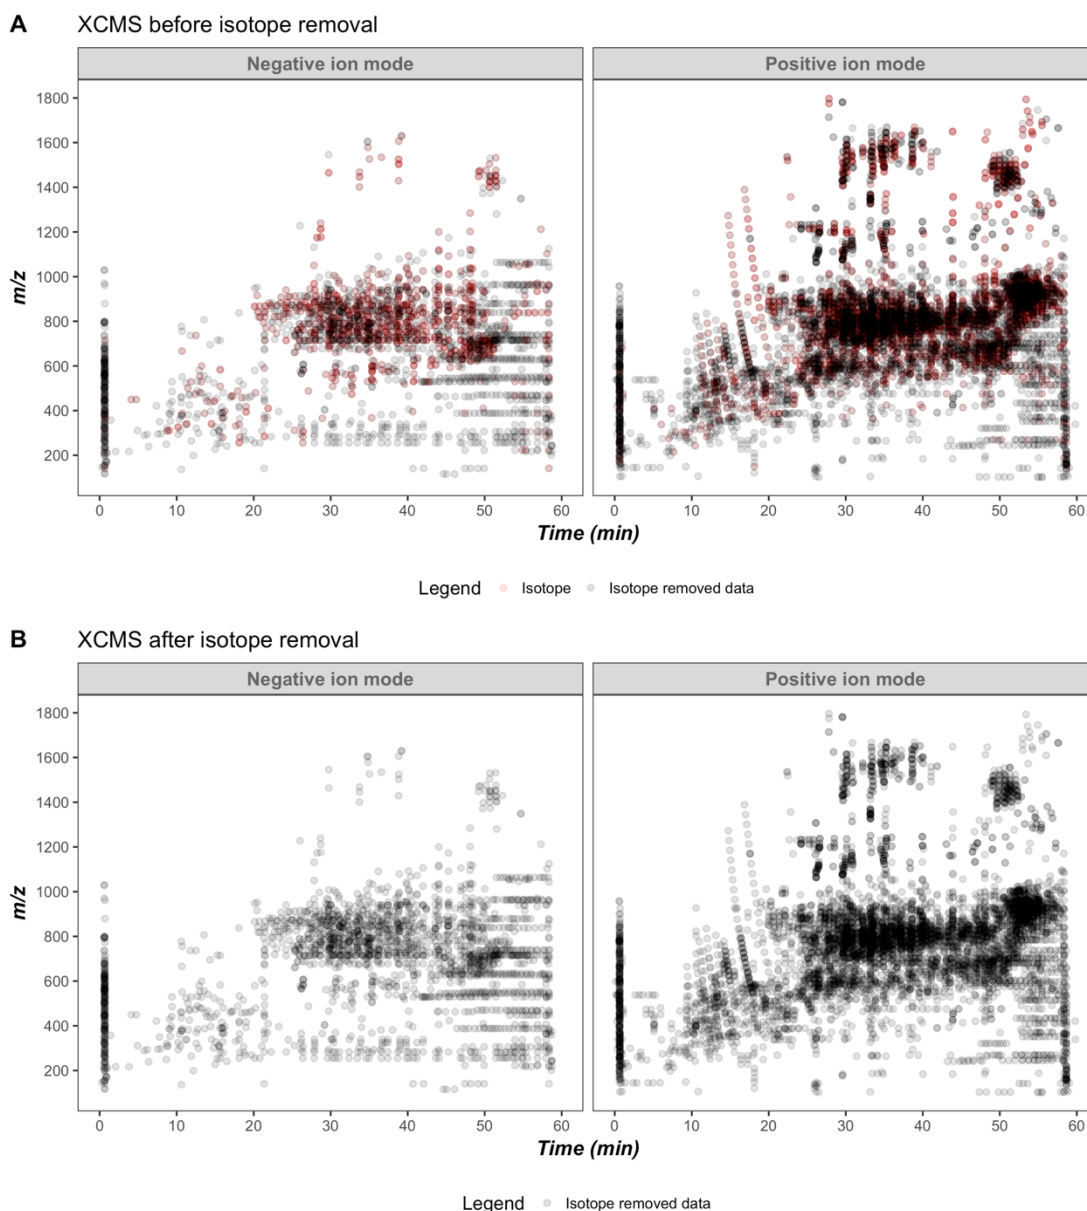 A XCMS before isotope removal
Negative ion mode Positive ion mode
1800
1600
1400
1200
1000
800
600
400
200
m/z
0 10 20 30 40 50 60 0 10 20 30 40 50 60
Time (min)
Legend Isotope Isotope removed data
B XCMS after isotope removal
Negative ion mode Positive ion mode
1800
1600
1400
1200
1000
800
600
400
200
m/z
0 10 20 30 40 50 60 0 10 20 30 40 50 60
Time (min)
Legend Isotope removed data